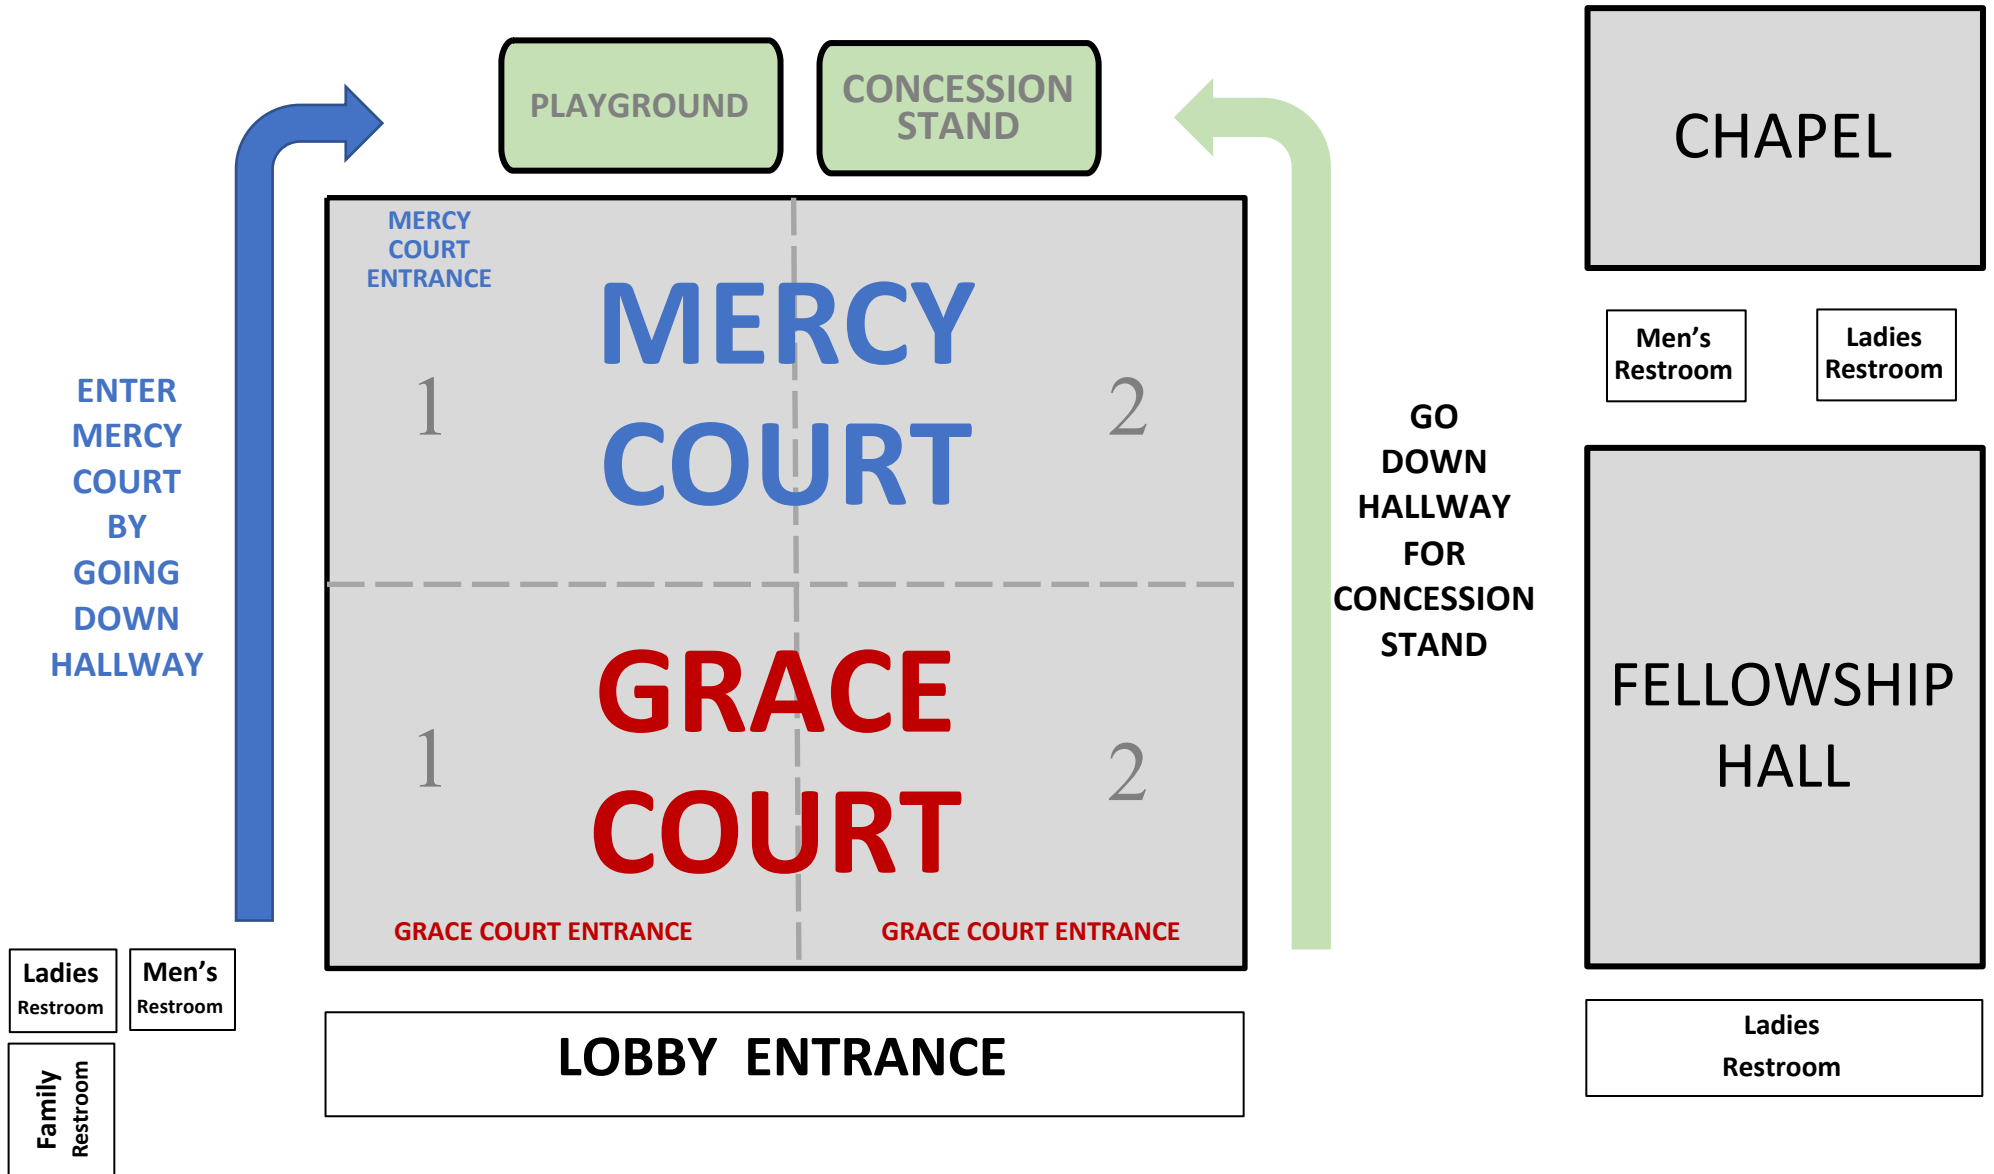 PLAYGROUND
CONCESSION
STAND
CHAPEL
MERCY
COURT
ENTRANCE
MERCY
COURT
1
2
ENTER
MERCY
COURT
BY
GOING
DOWN
HALLWAY
GO
DOWN
HALLWAY
FOR
CONCESSION
STAND
Men's
Restroom
Ladies
Restroom
GRACE
COURT
1
2
FELLOWSHIP
HALL
GRACE COURT ENTRANCE
GRACE COURT ENTRANCE
Ladies
Restroom
Men's
Restroom
Family
Restroom
LOBBY ENTRANCE
Ladies
Restroom